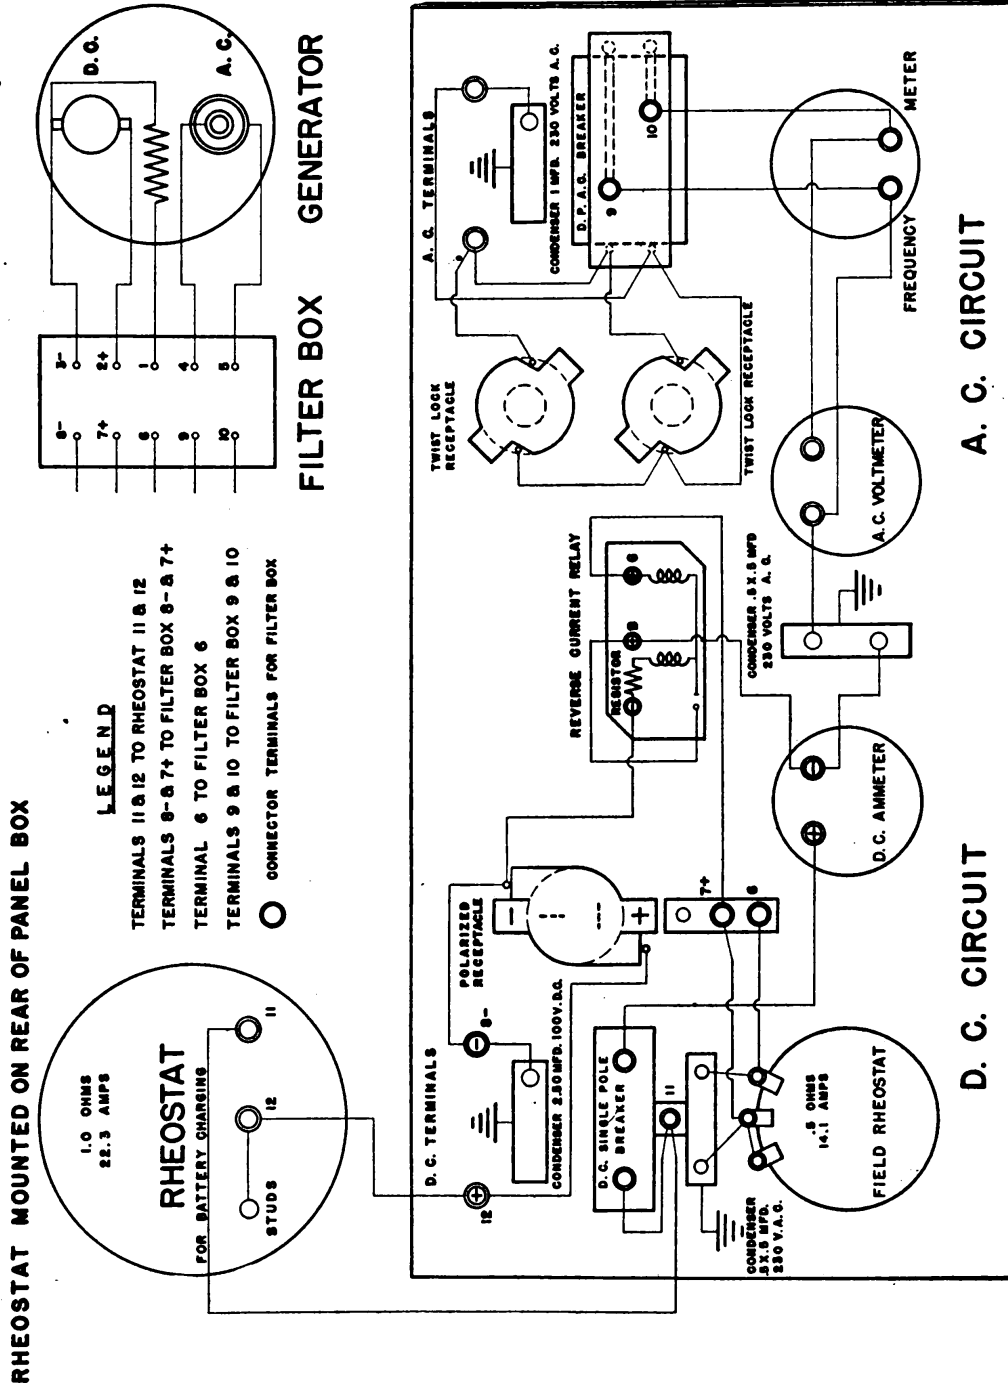 RHEOSTAT MOUNTED ON REAR OF PANEL BOX
1.0 OHMS
22.3 AMPS
RHEOSTAT
FOR BATTERY CHARGING
STUDS
12
11
LEGEND
TERMINALS 11 & 12 TO RHEOSTAT 11 & 12
TERMINALS 8- & 7+ TO FILTER BOX 8- & 7+
TERMINAL 6 TO FILTER BOX 6
TERMINALS 9 & 10 TO FILTER BOX 9 & 10
CONNECTOR TERMINALS FOR FILTER BOX
8-
7+
6
9
10
3-
2+
1
4
5
FILTER BOX
D.C.
A.C.
GENERATOR
D.C. TERMINALS
12
8-
CONDENSER 2.50 MFD. 100V.D.C.
POLARIZED
RECEPTACLE
-
+
D.C. SINGLE POLE
BREAKER
11
7+
6
CONDENSER
.5X.5 MFD.
230 V.A.C.
.5 OHMS
14.1 AMPS
FIELD RHEOSTAT
REVERSE CURRENT RELAY
RESISTOR
S
G
D.C. AMMETER
CONDENSER .5X.5 MFD
230 VOLTS A.C.
D. C. CIRCUIT
A. C. TERMINALS
CONDENSER 1 MFD. 230 VOLTS A.C.
TWIST LOCK
RECEPTACLE
TWIST LOCK RECEPTACLE
D. P. A.C. BREAKER
9
10
A.C. VOLTMETER
FREQUENCY METER
A. C. CIRCUIT